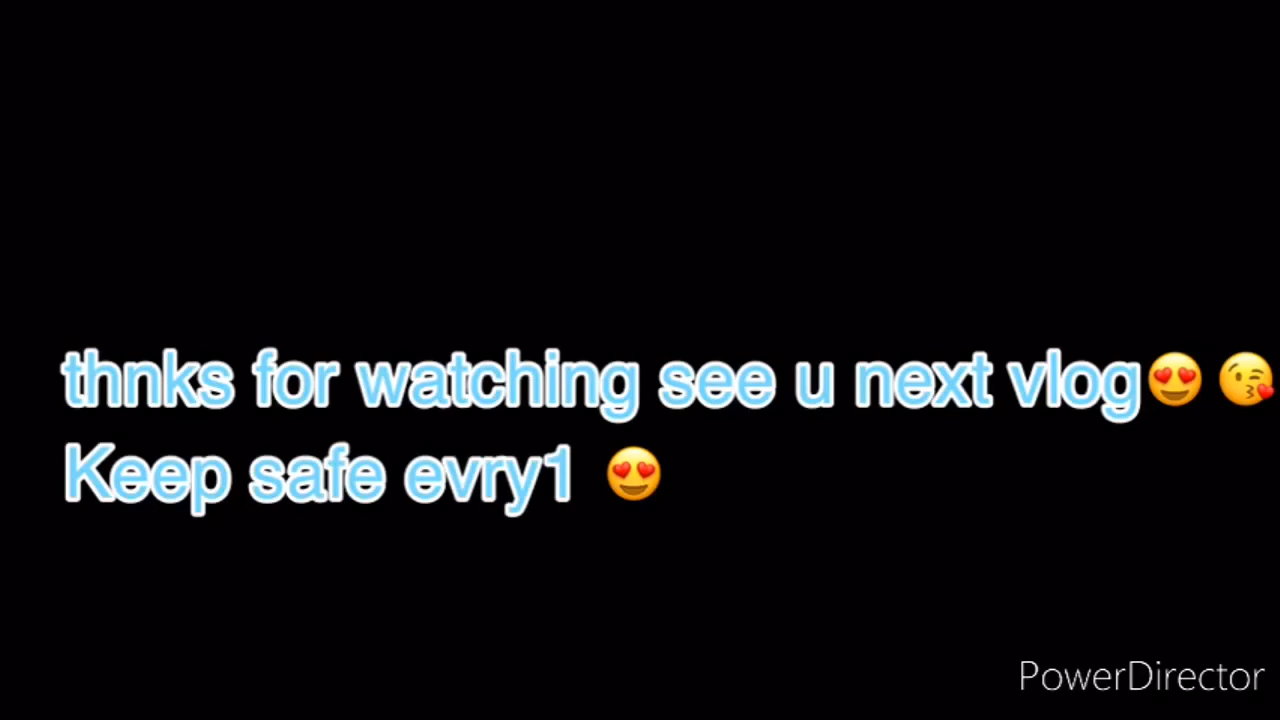 thnks for watching see u next vlog😍 😘
Keep safe evry1 😍
PowerDirector